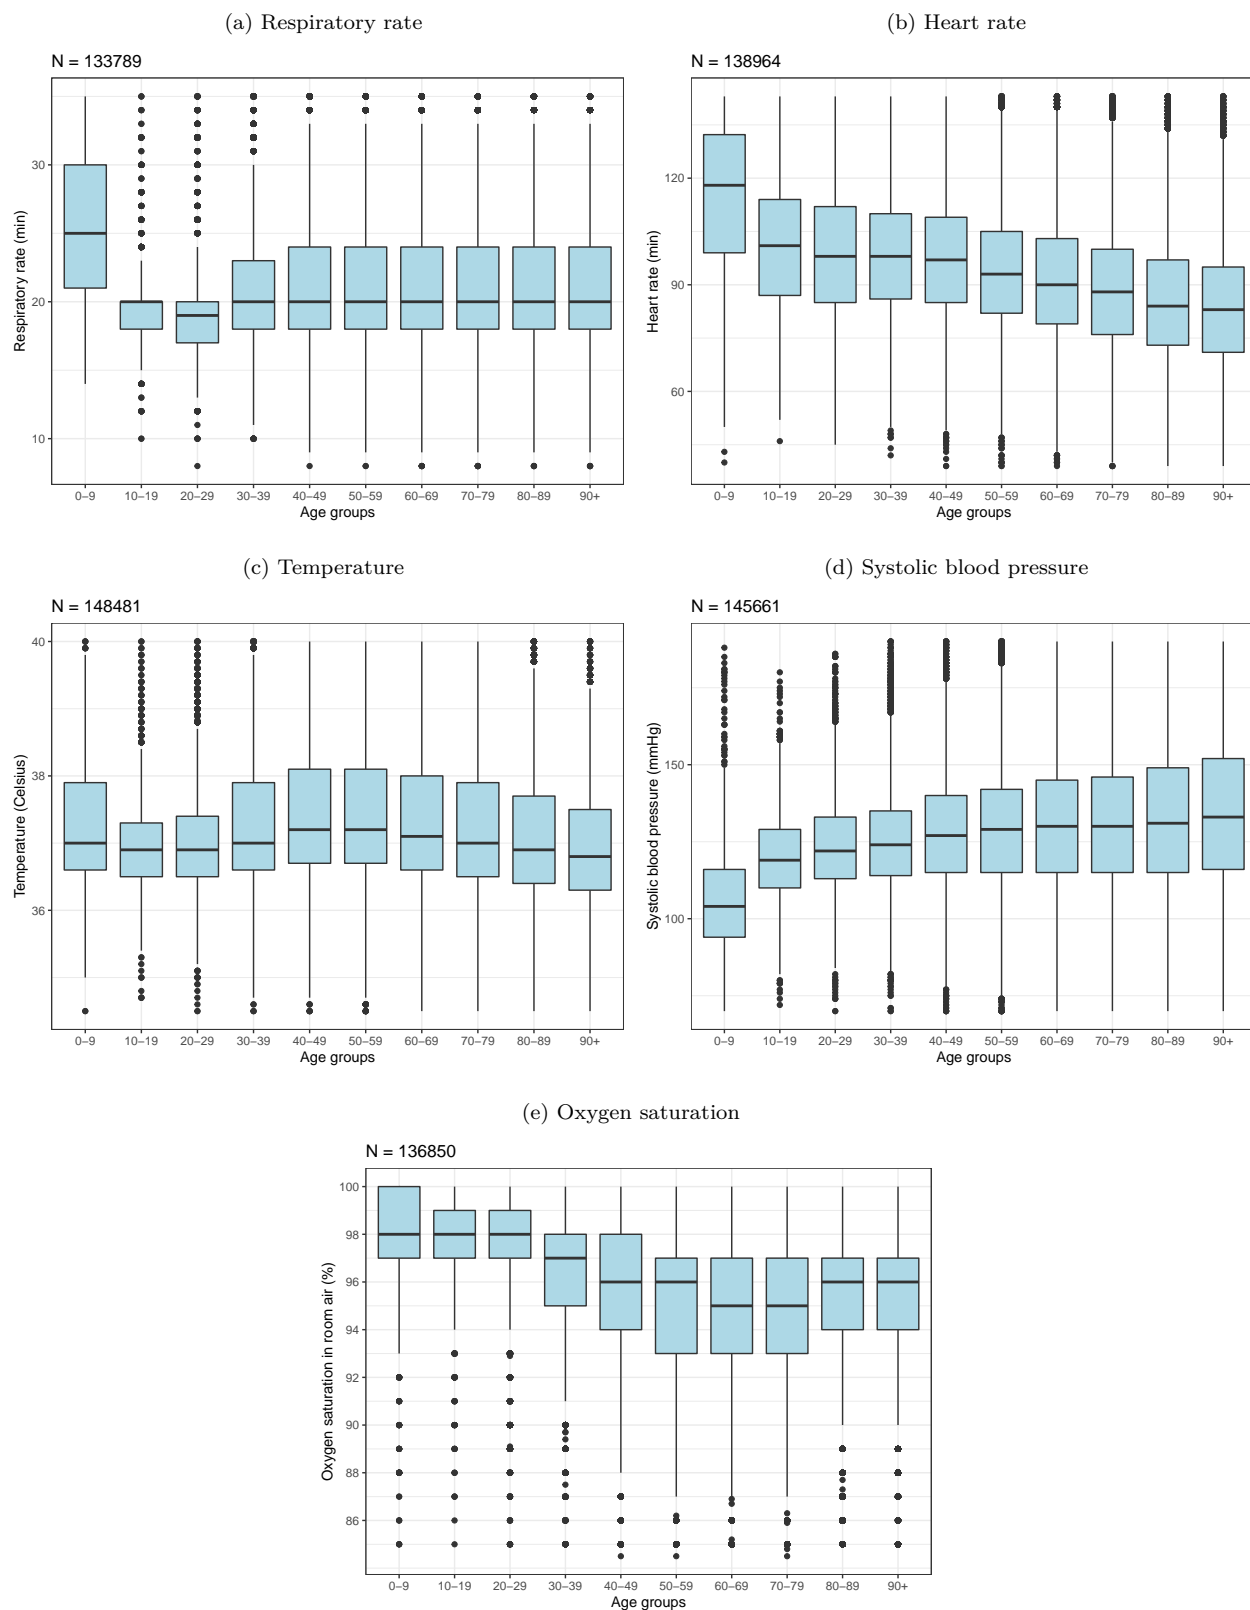 (a) Respiratory rate
N = 133789
Respiratory rate (min)
30
20
10
0−9 10−19 20−29 30−39 40−49 50−59 60−69 70−79 80−89 90+
Age groups
(b) Heart rate
N = 138964
Heart rate (min)
120
90
60
0−9 10−19 20−29 30−39 40−49 50−59 60−69 70−79 80−89 90+
Age groups
(c) Temperature
N = 148481
Temperature (Celsius)
40
38
36
0−9 10−19 20−29 30−39 40−49 50−59 60−69 70−79 80−89 90+
Age groups
(d) Systolic blood pressure
N = 145661
Systolic blood pressure (mmHg)
150
100
0−9 10−19 20−29 30−39 40−49 50−59 60−69 70−79 80−89 90+
Age groups
(e) Oxygen saturation
N = 136850
Oxygen saturation in room air (%)
100
98
96
94
92
90
88
86
0−9 10−19 20−29 30−39 40−49 50−59 60−69 70−79 80−89 90+
Age groups